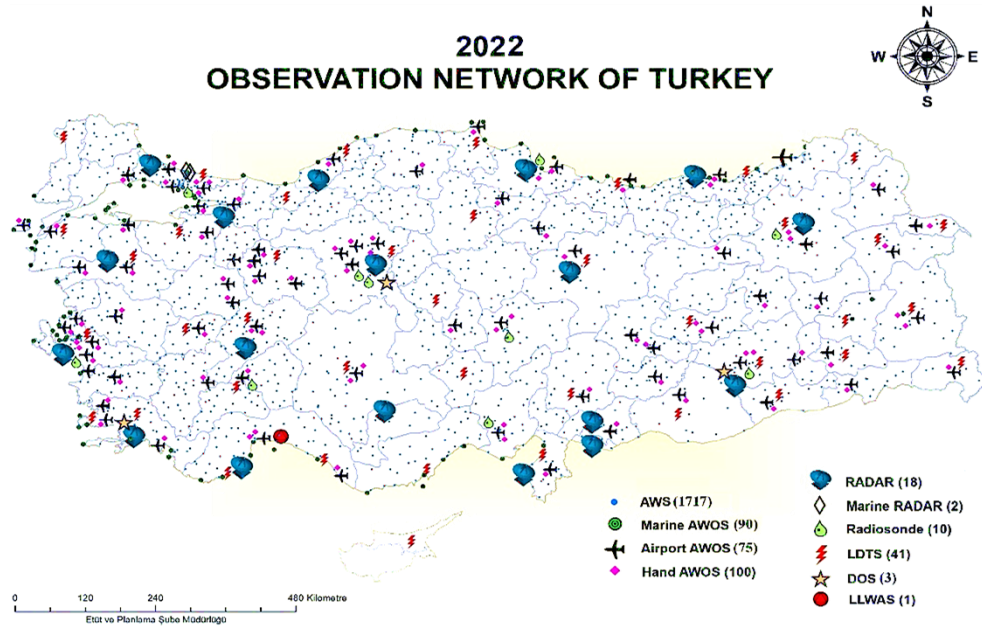 2022
OBSERVATION NETWORK OF TURKEY
N
W E
S
AWS (1717)
Marine AWOS (90)
Airport AWOS (75)
Hand AWOS (100)
RADAR (18)
Marine RADAR (2)
Radiosonde (10)
LDTS (41)
DOS (3)
LLWAS (1)
0 120 240 480 Kilometre
Etüt ve Planlama Şube Müdürlüğü